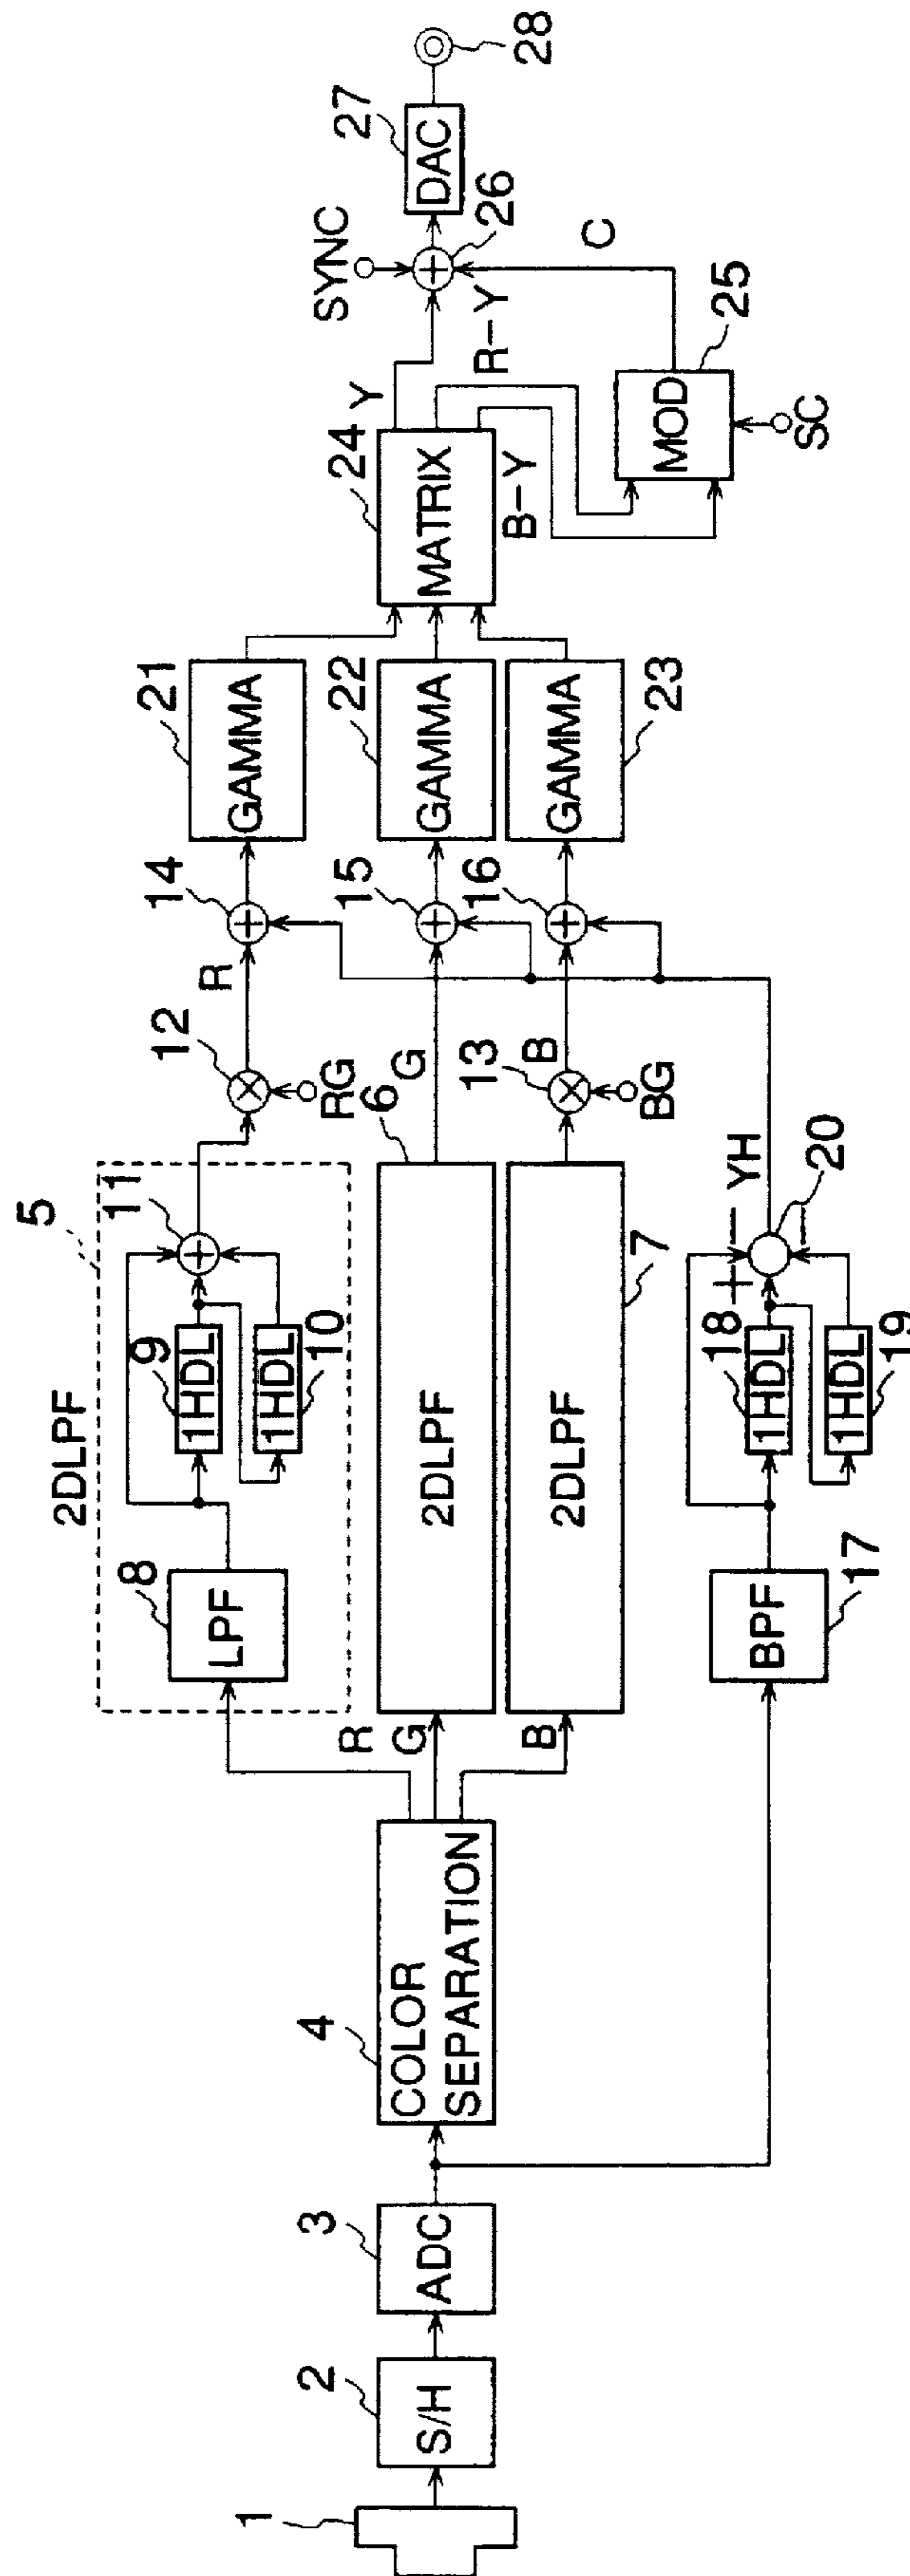 1
2
S/H
3
ADC
4
COLOR
SEPARATION
R
G
B
5
2DLPF
8
LPF
9
1HDL
10
1HDL
11
6
2DLPF
2DLPF
7
17
BPF
18
1HDL
19
1HDL
+
−
YH
20
12
RG
R
G
13
B
BG
14
+
15
+
16
+
21
GAMMA
22
GAMMA
GAMMA
23
24
MATRIX
Y
R−Y
B−Y
MOD
25
SC
C
SYNC
+
26
27
DAC
28